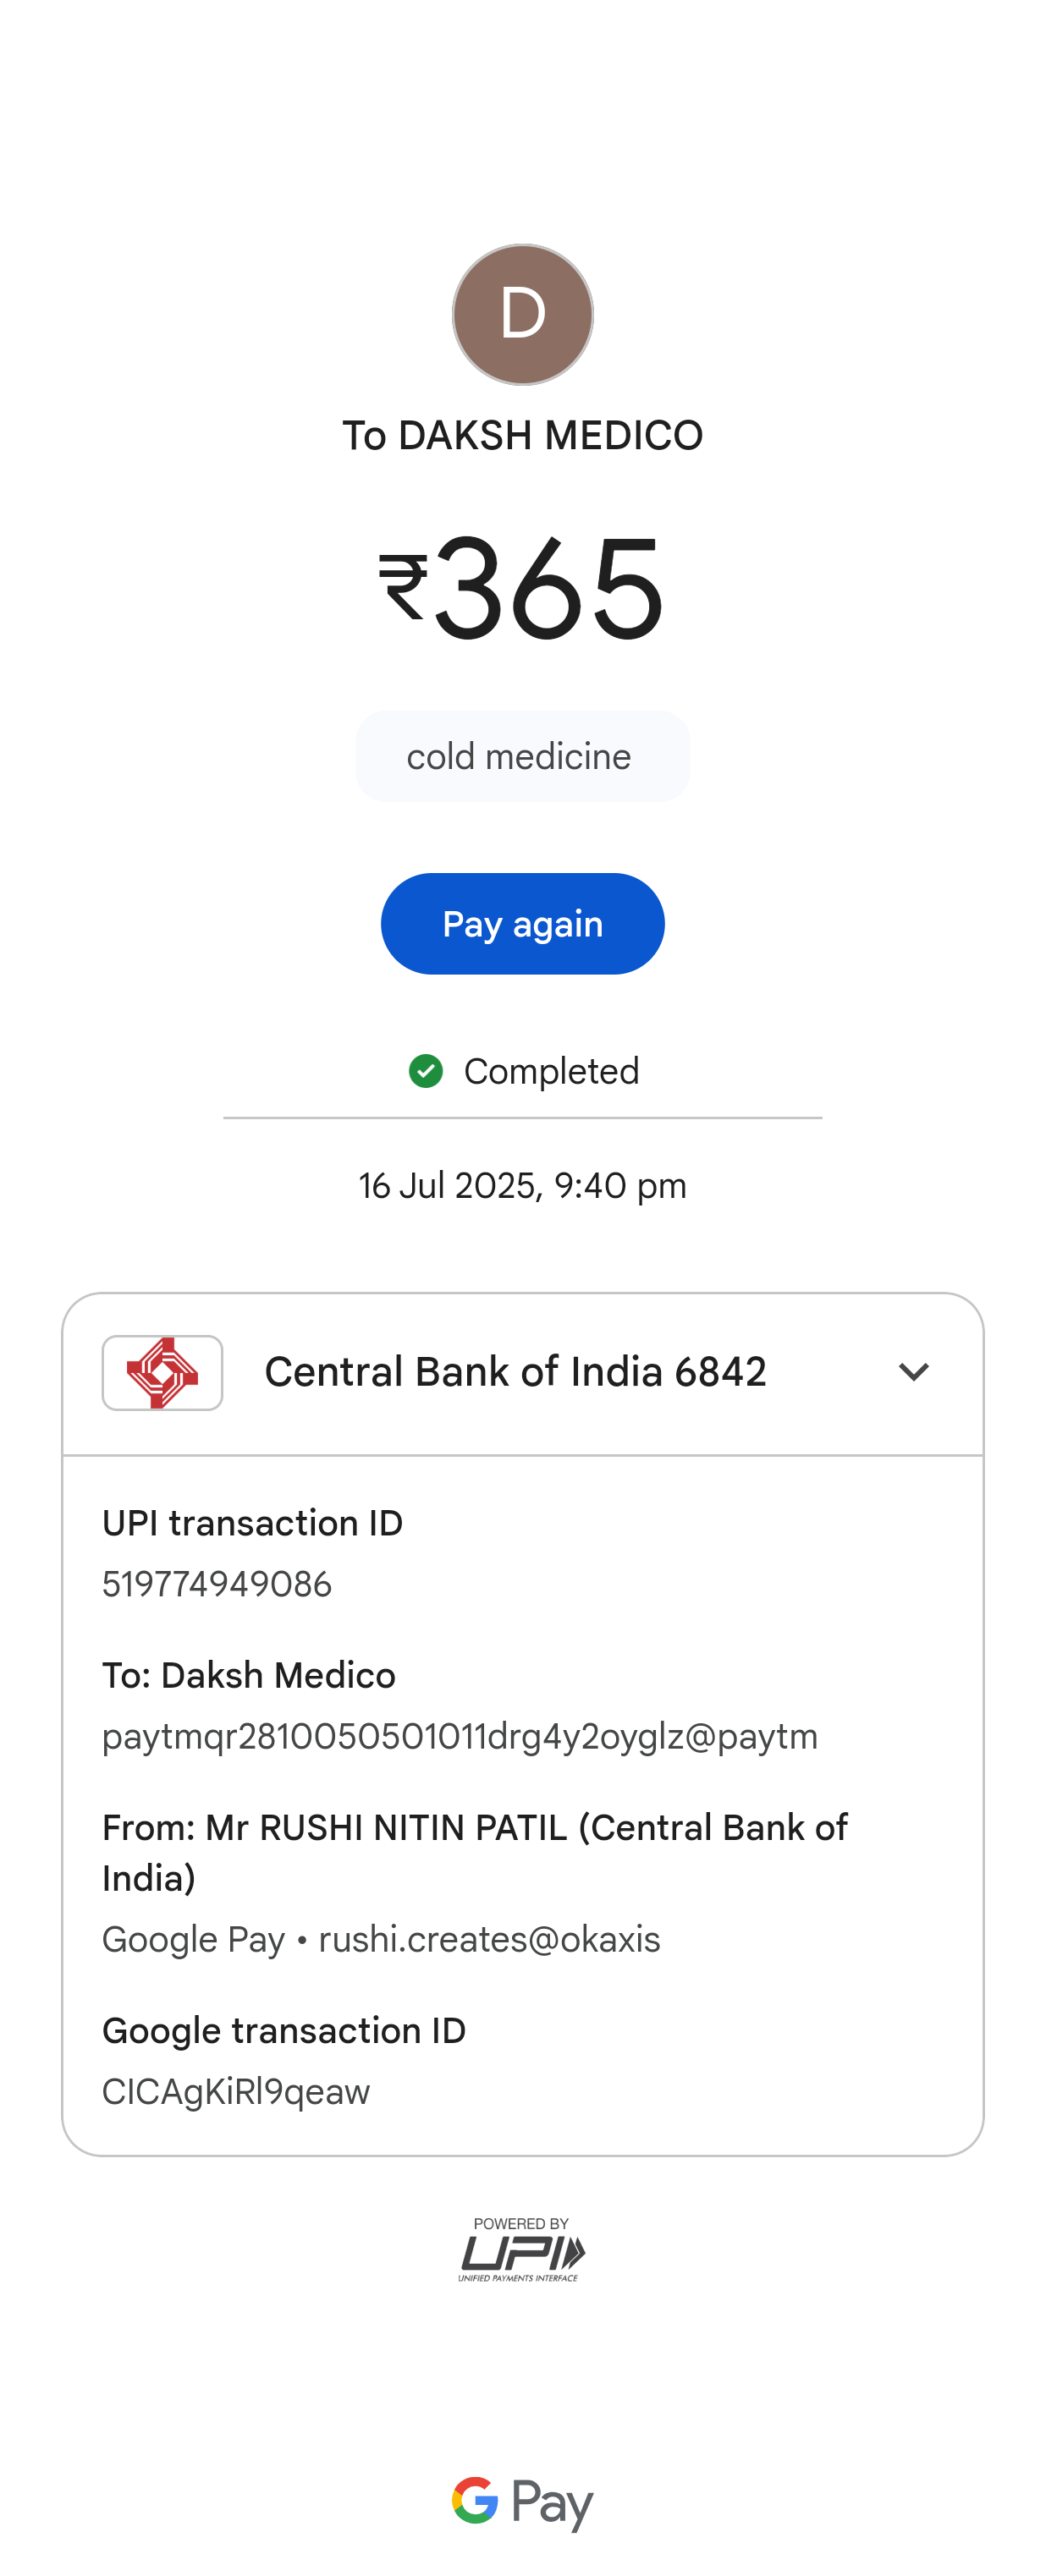 D
To DAKSH MEDICO
₹365
cold medicine
Pay again
Completed
16 Jul 2025, 9:40 pm
Central Bank of India 6842
UPI transaction ID
519774949086
To: Daksh Medico
paytmqr2810050501011drg4y2oyglz@paytm
From: Mr RUSHI NITIN PATIL (Central Bank of
India)
Google Pay • rushi.creates@okaxis
Google transaction ID
CICAgKiRl9qeaw
POWERED BY
UPI
UNIFIED PAYMENTS INTERFACE
G Pay